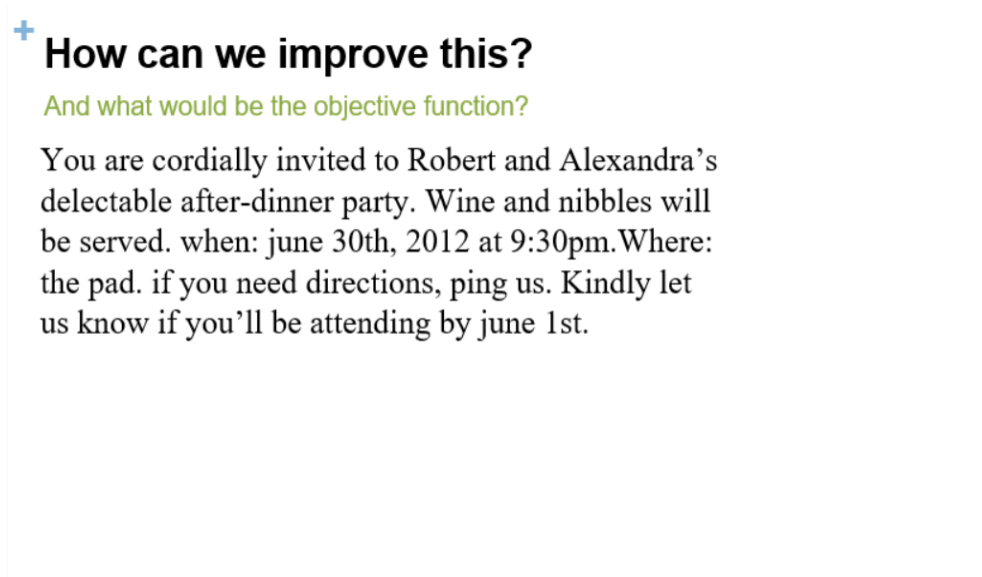 How can we improve this?
And what would be the objective function?
You are cordially invited to Robert and Alexandra’s
delectable after-dinner party. Wine and nibbles will
be served. when: june 30th, 2012 at 9:30pm.Where:
the pad. if you need directions, ping us. Kindly let
us know if you’ll be attending by june 1st.